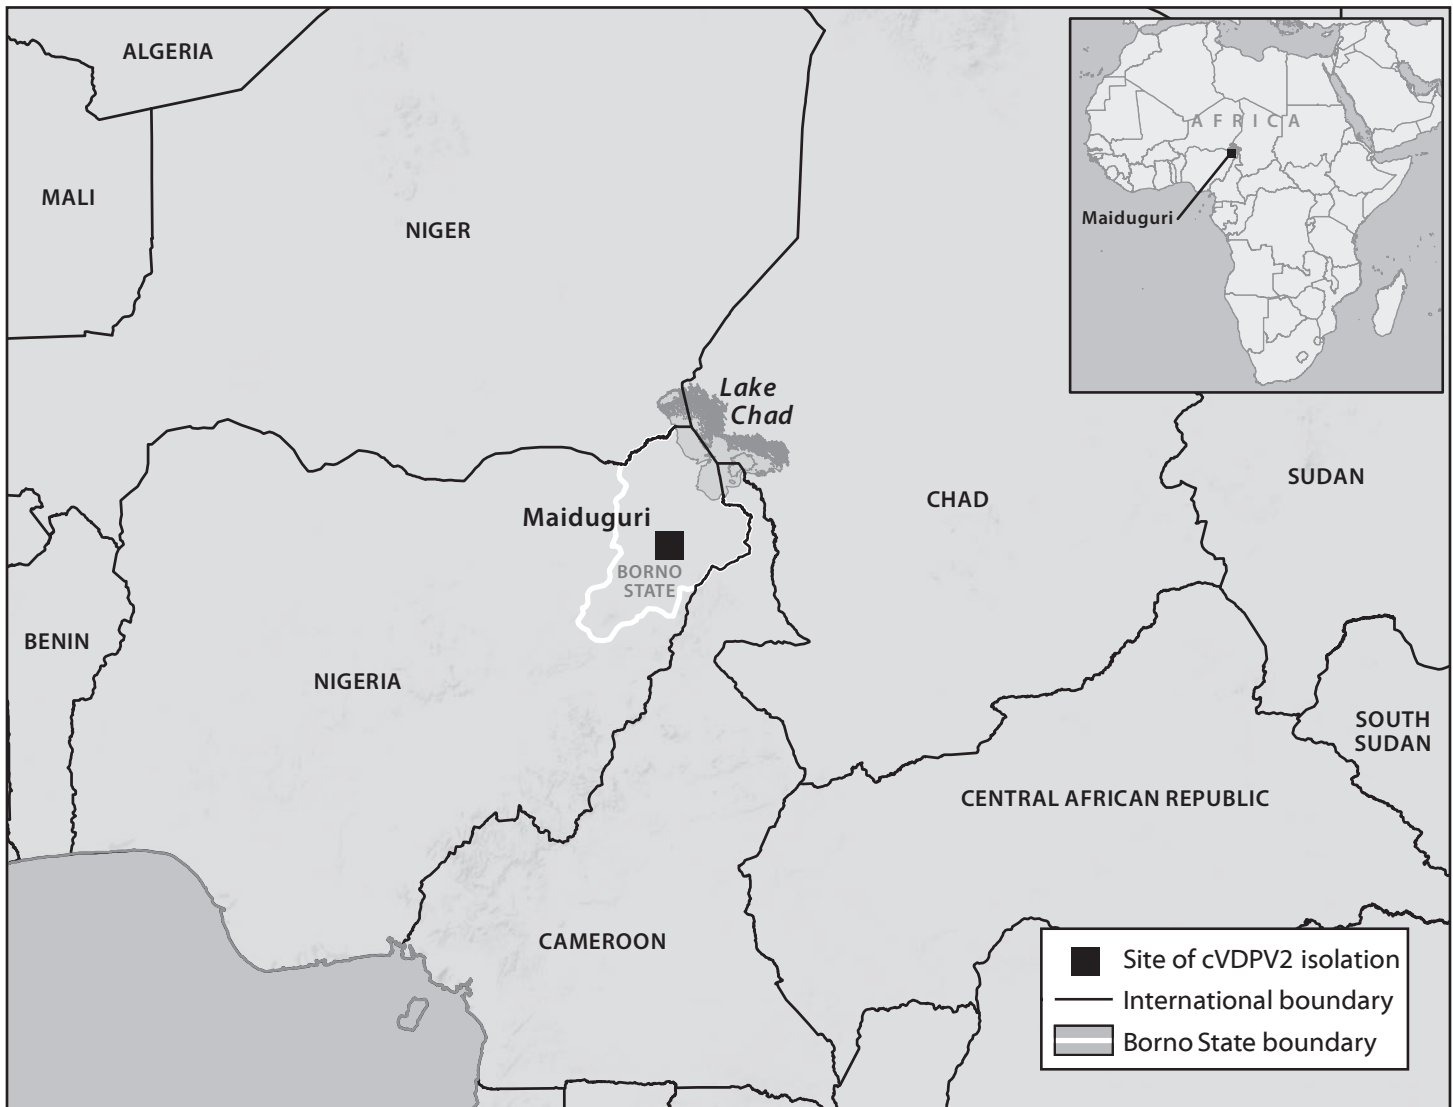 ALGERIA
AFRICA
MALI
NIGER
Maiduguri
Lake
Chad
SUDAN
CHAD
Maiduguri
BORNO
STATE
BENIN
NIGERIA
SOUTH
SUDAN
CENTRAL AFRICAN REPUBLIC
CAMEROON
Site of cVDPV2 isolation
International boundary
Borno State boundary